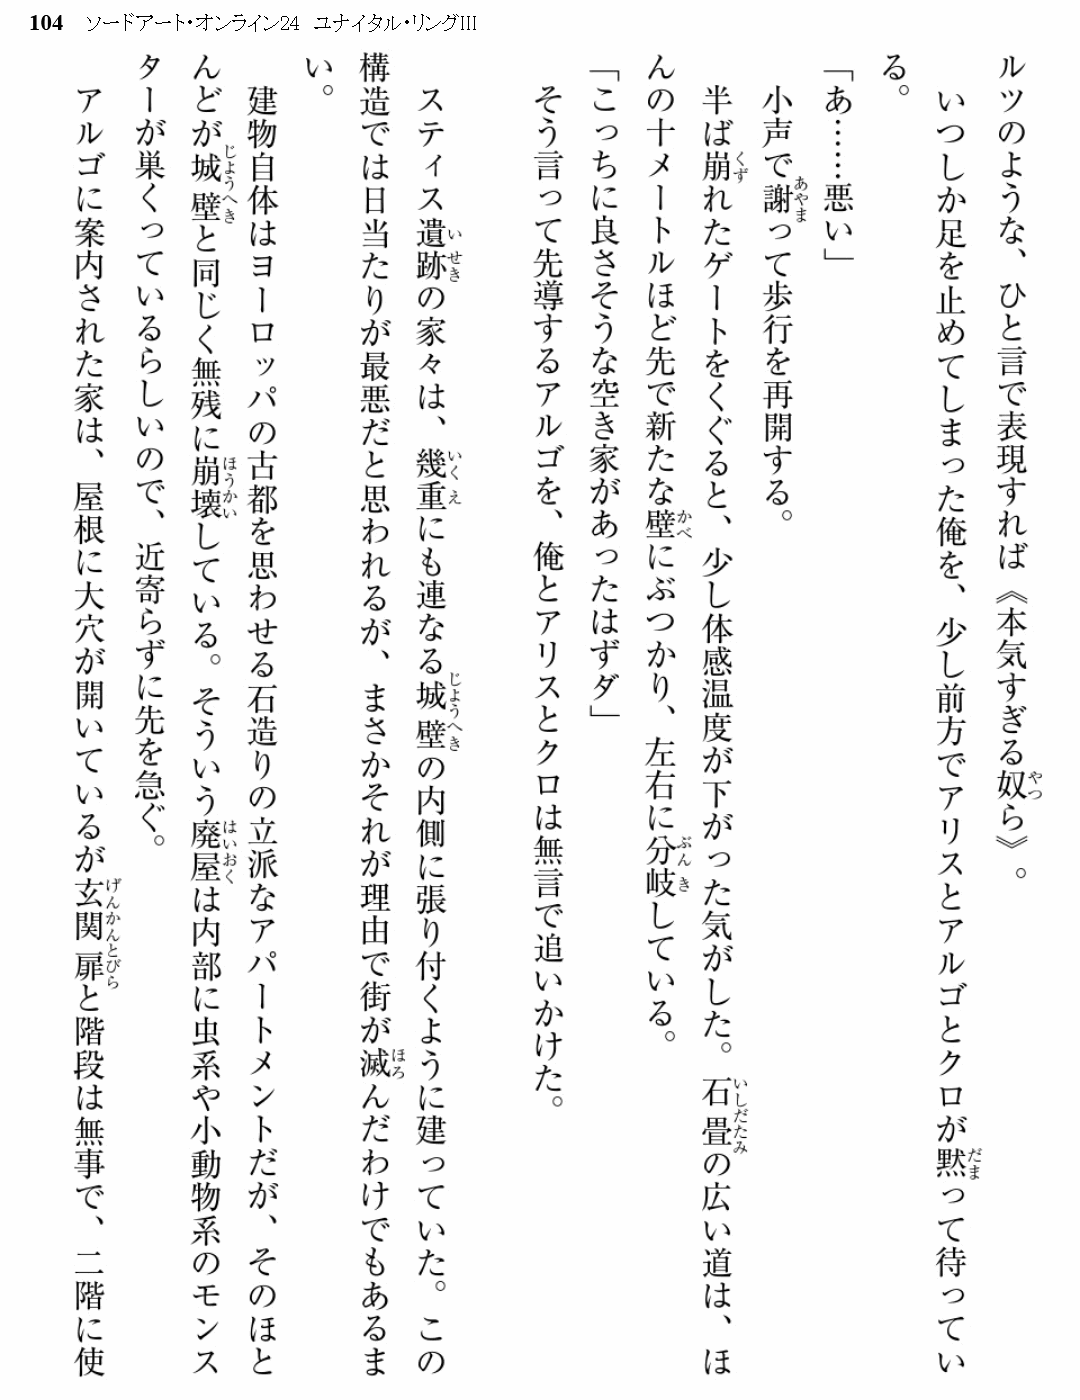 104 ソードアート・オンライン24 ユナイタル・リングIII
ルツのような、ひと言で表現すれば《本気すぎる奴ら》。
いつしか足を止めてしまった俺を、少し前方でアリスとアルゴとクロが黙って待ってい
る。
「あ……悪い」
小声で謝って歩行を再開する。
半ば崩れたゲートをくぐると、少し体感温度が下がった気がした。石畳の広い道は、ほ
んの十メートルほど先で新たな壁にぶつかり、左右に分岐している。
「こっちに良さそうな空き家があったはずダ」
そう言って先導するアルゴを、俺とアリスとクロは無言で追いかけた。
スティス遺跡の家々は、幾重にも連なる城壁の内側に張り付くように建っていた。この
構造では日当たりが最悪だと思われるが、まさかそれが理由で街が滅んだわけでもあるま
い。
建物自体はヨーロッパの古都を思わせる石造りの立派なアパートメントだが、そのほと
んどが城壁と同じく無残に崩壊している。そういう廃屋は内部に虫系や小動物系のモンス
ターが巣くっているらしいので、近寄らずに先を急ぐ。
アルゴに案内された家は、屋根に大穴が開いているが玄関扉と階段は無事で、二階に使